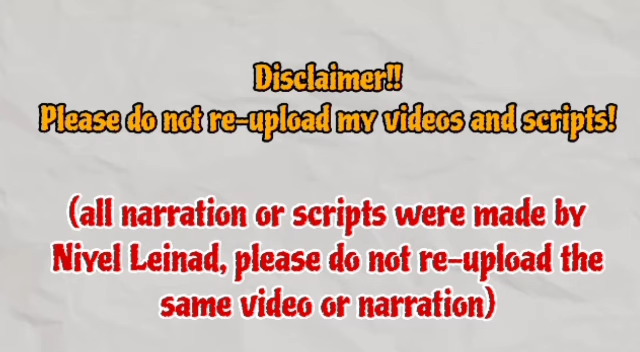 Disclaimer!!
Please do not re-upload my videos and scripts!
(all narration or scripts were made by
Nivel Leinad, please do not re-upload the
same video or narration)